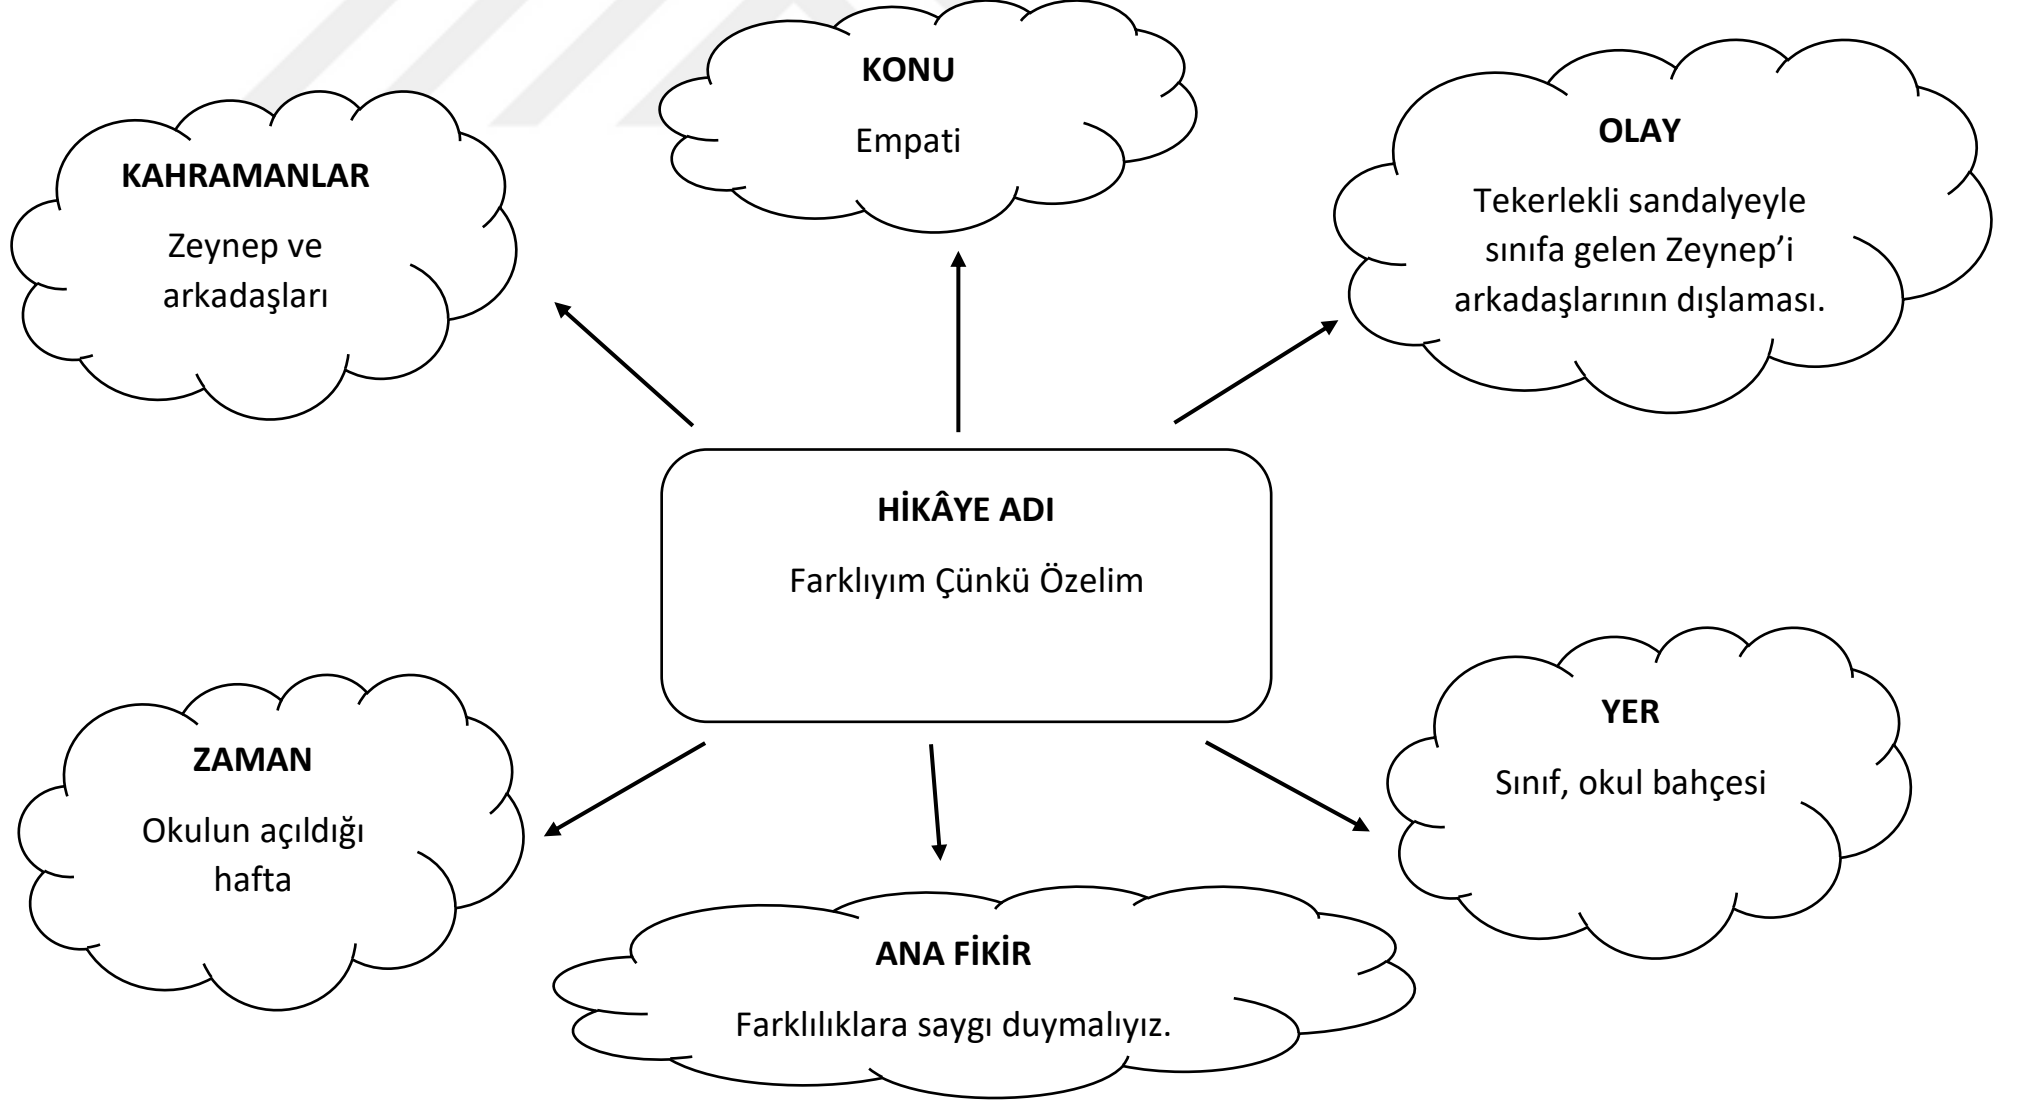 KONU
Empati
KAHRAMANLAR
Zeynep ve
arkadaşları
OLAY
Tekerlekli sandalyeyle
sınıfa gelen Zeynep’i
arkadaşlarının dışlaması.
HİKÂYE ADI
Farklıyım Çünkü Özelim
ZAMAN
Okulun açıldığı
hafta
ANA FİKİR
Farklılıklara saygı duymalıyız.
YER
Sınıf, okul bahçesi